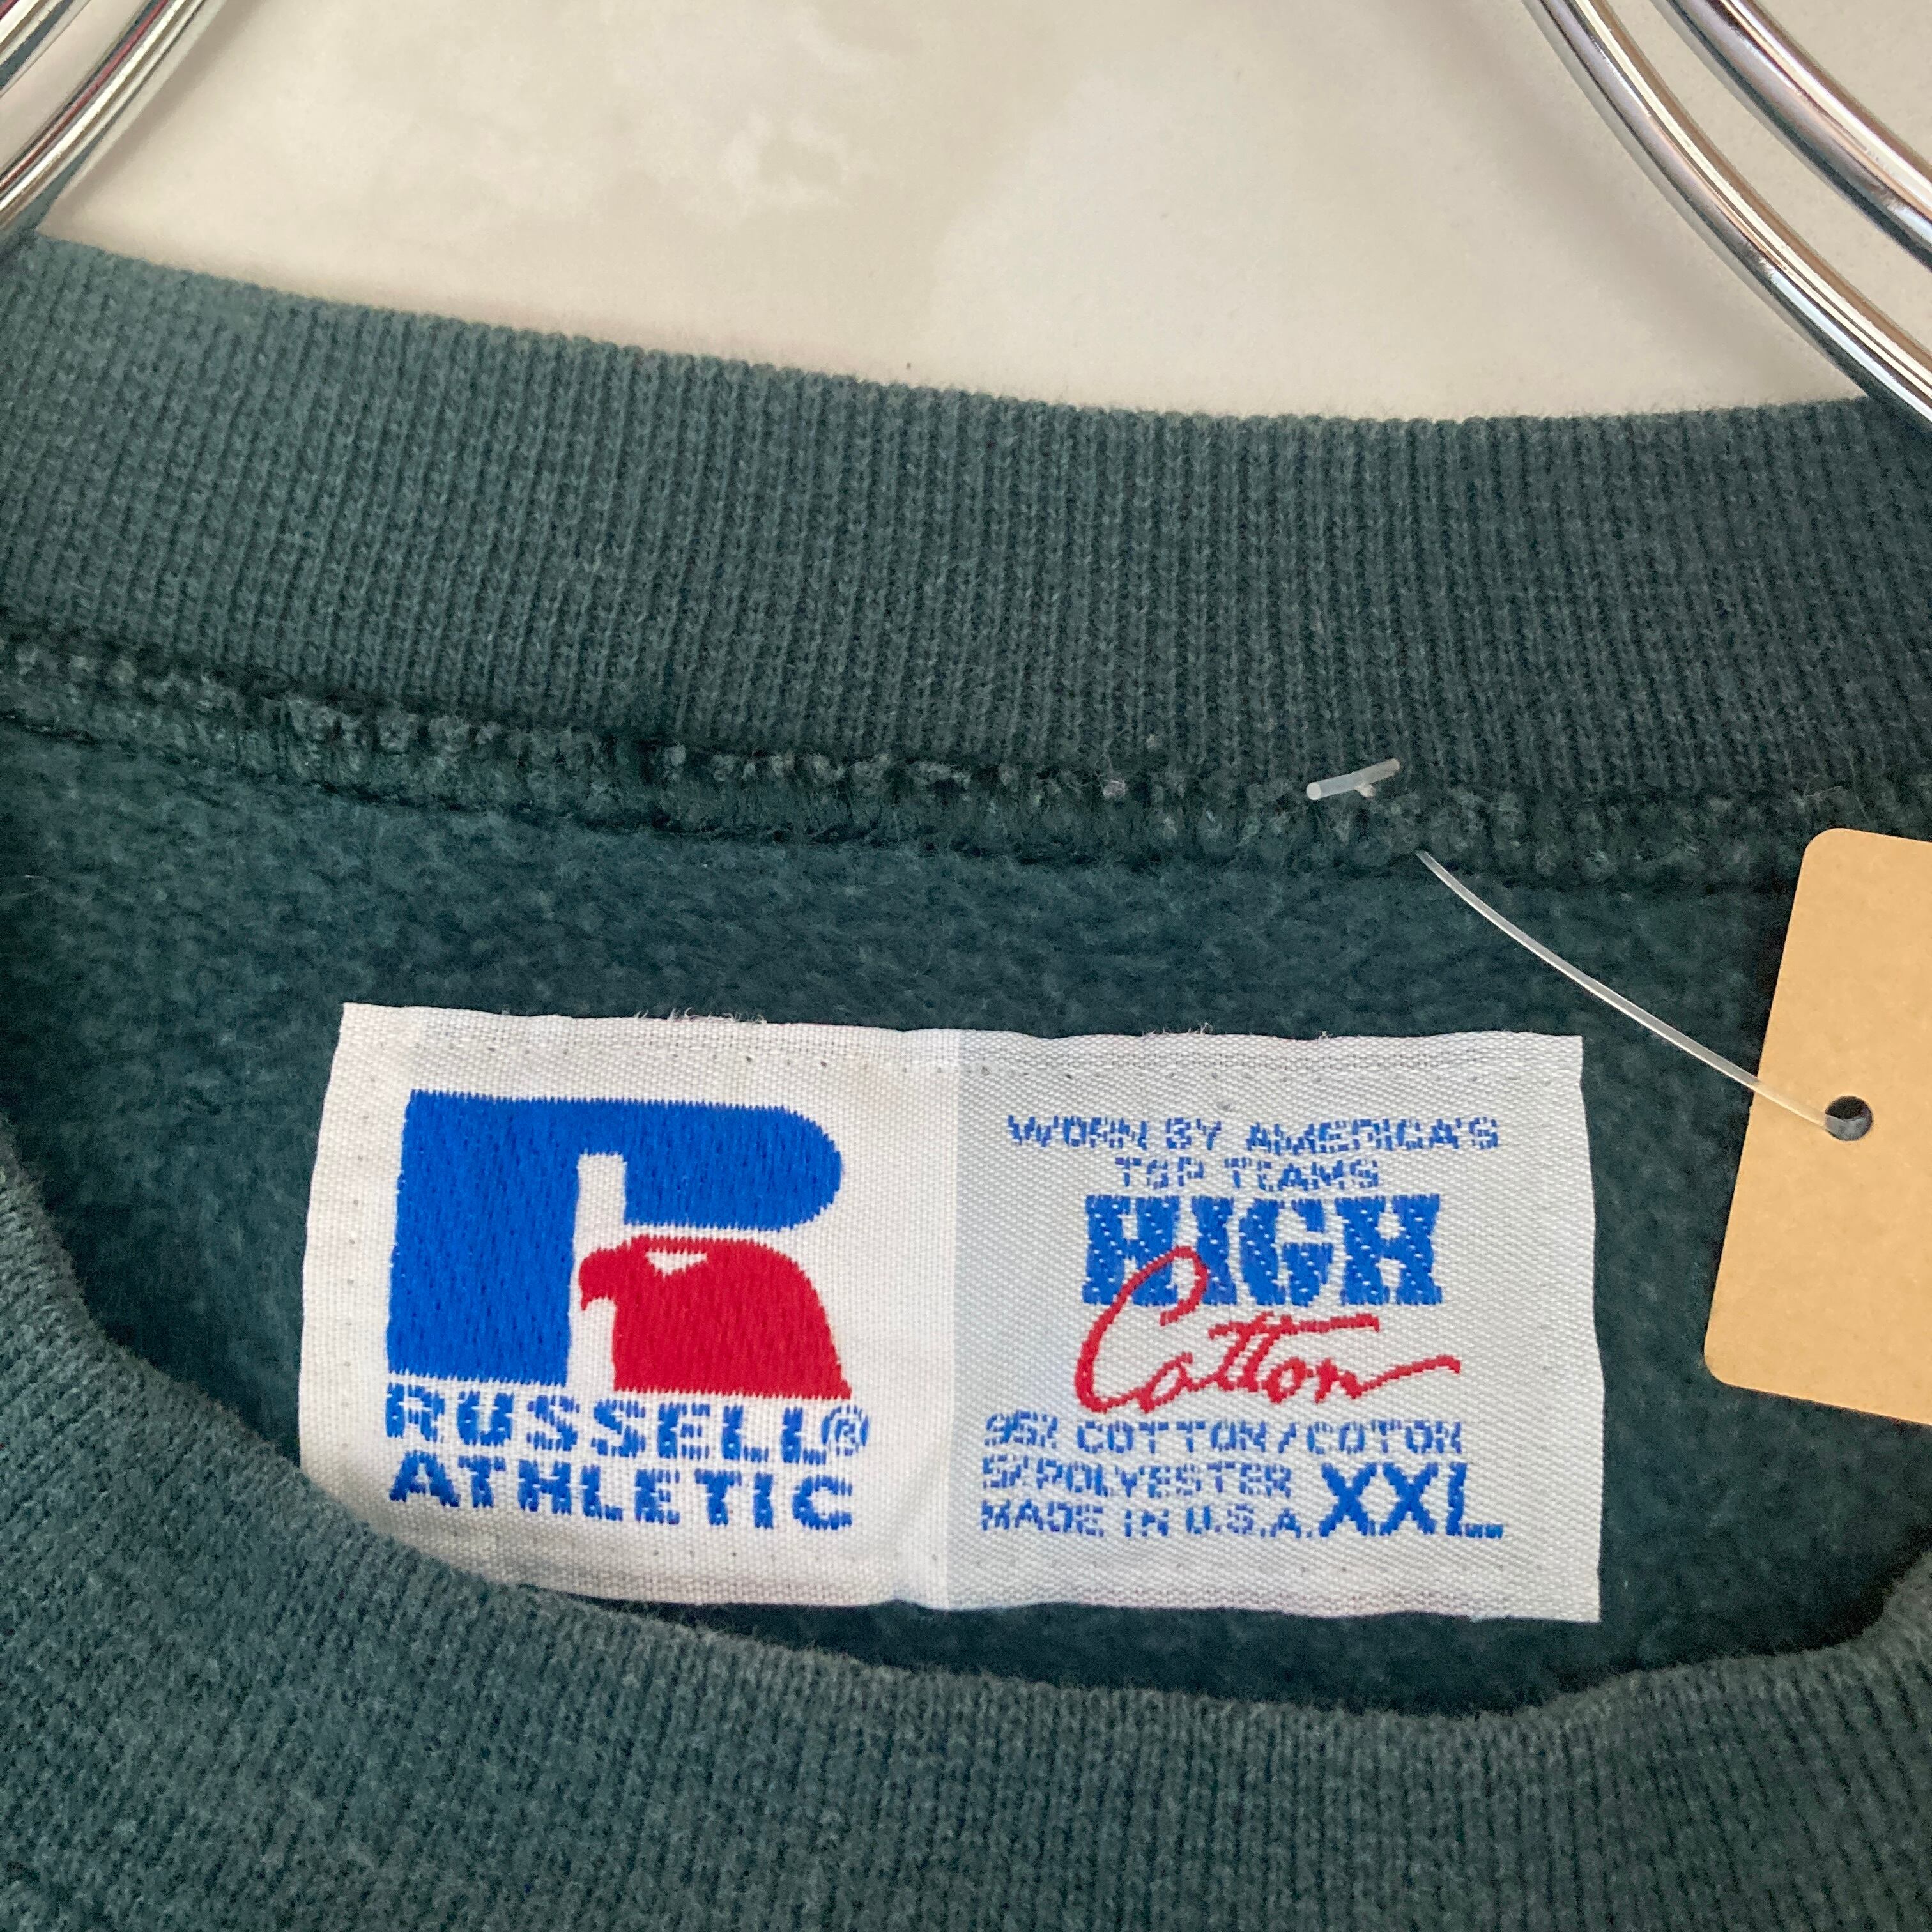 RUSSELL®
ATHLETIC
WORN BY AMERICA'S
TOP TEAMS
HIGH
Cotton
95% COTTON/COTON
5% POLYESTER
MADE IN U.S.A. XXL